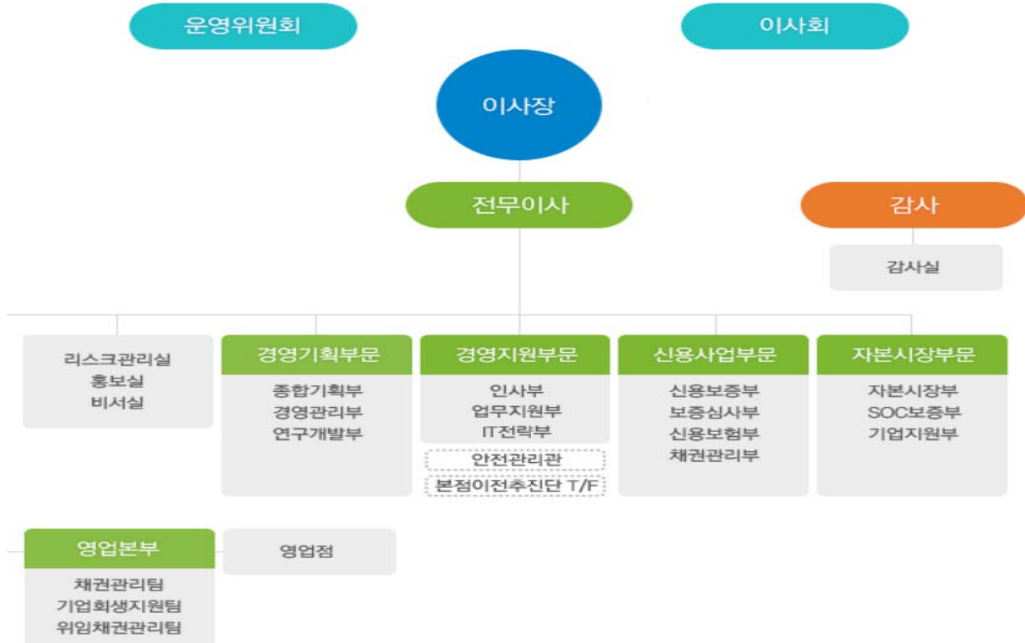 운영위원회
이사회
이사장
전무이사
감사
감사실
리스크관리실
홍보실
비서실
경영기획부문
종합기획부
경영관리부
연구개발부
경영지원부문
인사부
업무지원부
IT전략부
안전관리관
본점이전추진단 T/F
신용사업부문
신용보증부
보증심사부
신용보험부
채권관리부
자본시장부문
자본시장부
SOC보증부
기업지원부
영업본부
채권관리팀
기업회생지원팀
위임채권관리팀
영업점